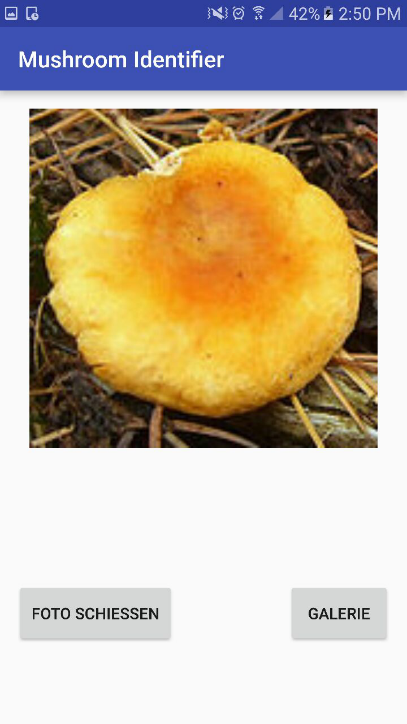 42% 2:50 PM
Mushroom Identifier
FOTO SCHIESSEN
GALERIE